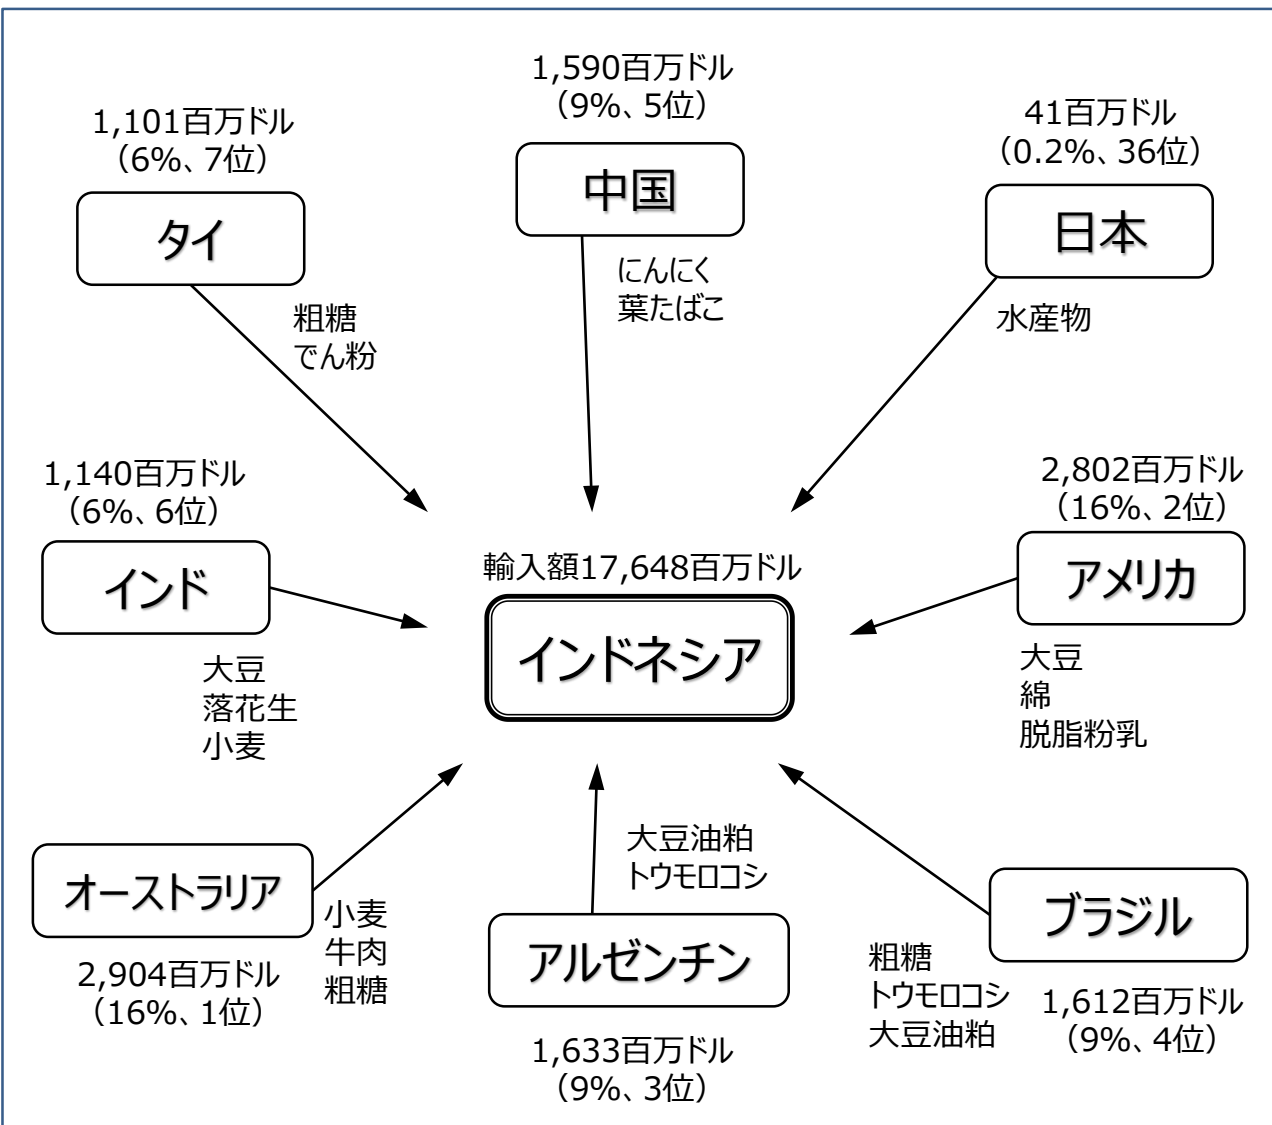 1,590百万ドル
（9%、5位）
中国
にんにく
葉たばこ
1,101百万ドル
（6%、7位）
タイ
粗糖
でん粉
41百万ドル
（0.2%、36位）
日本
水産物
1,140百万ドル
（6%、6位）
インド
大豆
落花生
小麦
輸入額17,648百万ドル
インドネシア
2,802百万ドル
（16%、2位）
アメリカ
大豆
綿
脱脂粉乳
オーストラリア
2,904百万ドル
（16%、1位）
小麦
牛肉
粗糖
大豆油粕
トウモロコシ
アルゼンチン
1,633百万ドル
（9%、3位）
粗糖
トウモロコシ
大豆油粕
ブラジル
1,612百万ドル
（9%、4位）